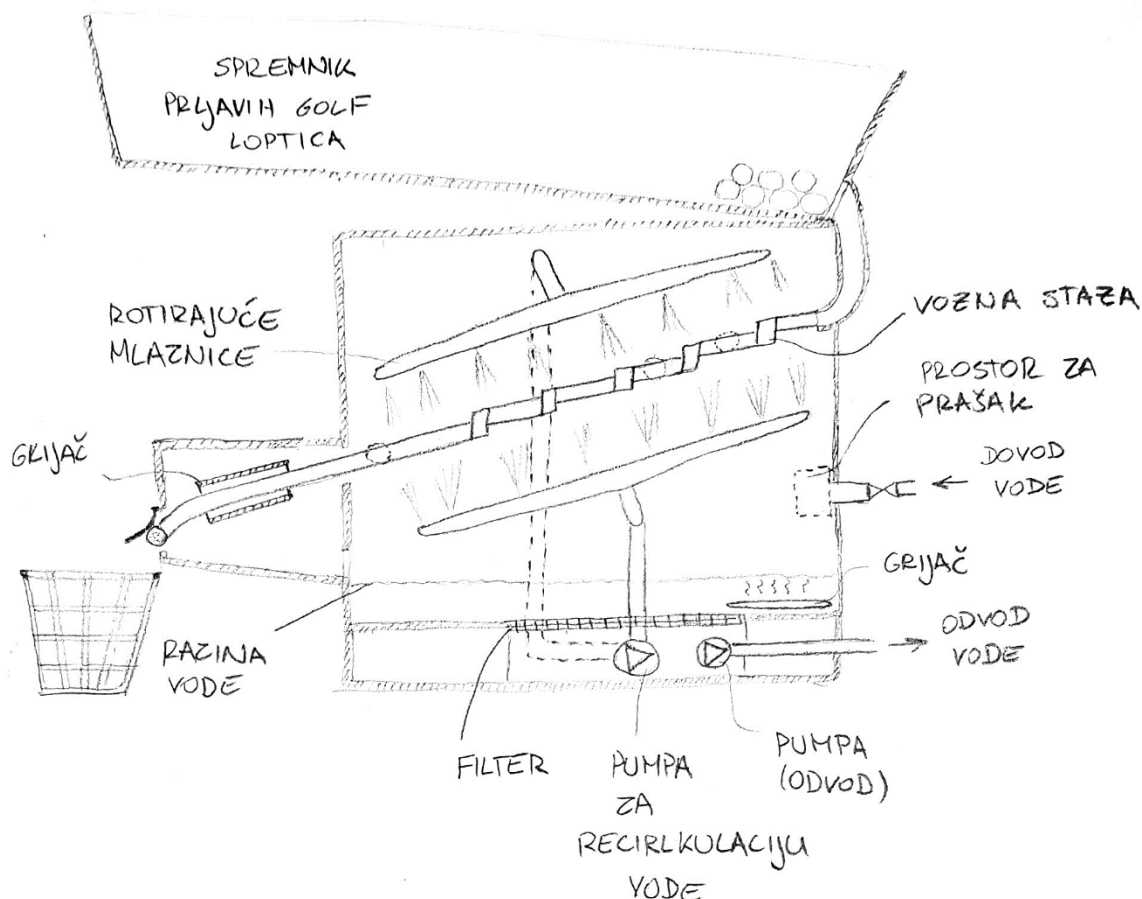 SPREMNIK
PRLJAVIH GOLF
LOPTICA
ROTIRAJUĆE
MLAZNICE
VOZNA STAZA
PROSTOR ZA
PRAŠAK
GRIJAČ
DOVOD
VODE
GRIJAČ
ODVOD
VODE
RAZINA
VODE
FILTER
PUMPA
ZA
RECIRLKULACIJU
VODE
PUMPA
(ODVOD)